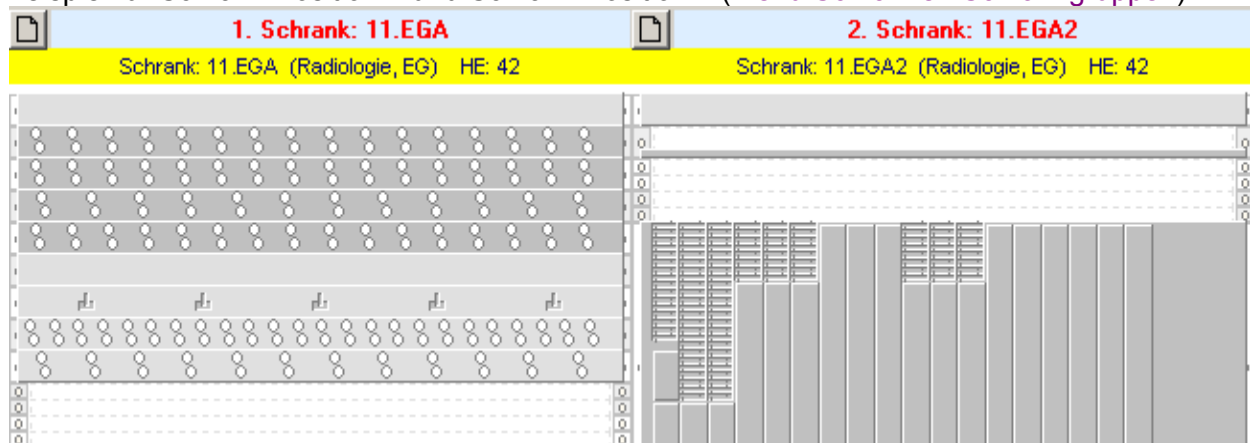 1. Schrank: 11.EGA
2. Schrank: 11.EGA2
Schrank: 11.EGA (Radiologie, EG) HE: 42
Schrank: 11.EGA2 (Radiologie, EG) HE: 42